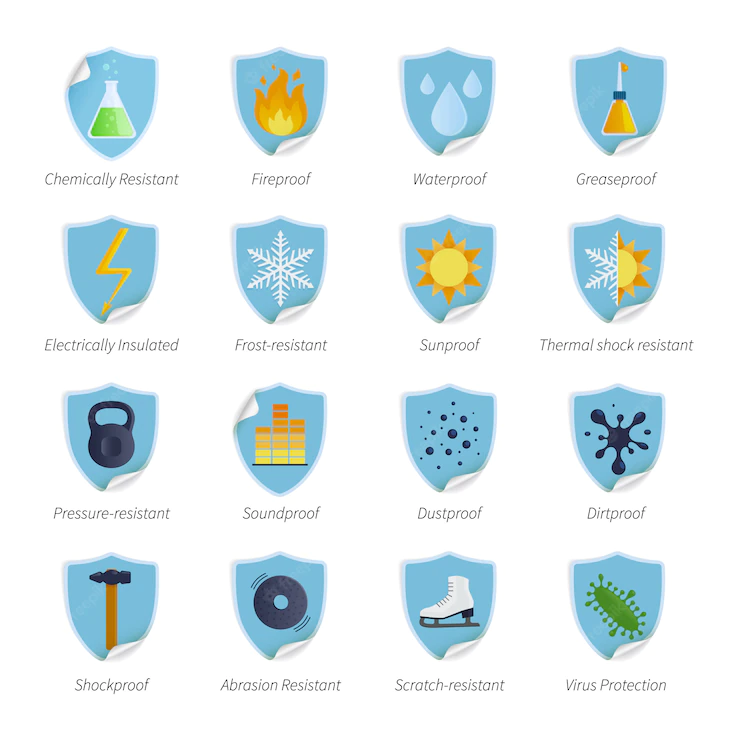 Chemically Resistant
Fireproof
Waterproof
Greaseproof
Electrically Insulated
Frost-resistant
Sunproof
Thermal shock resistant
Pressure-resistant
Soundproof
Dustproof
Dirtproof
Shockproof
Abrasion Resistant
Scratch-resistant
Virus Protection